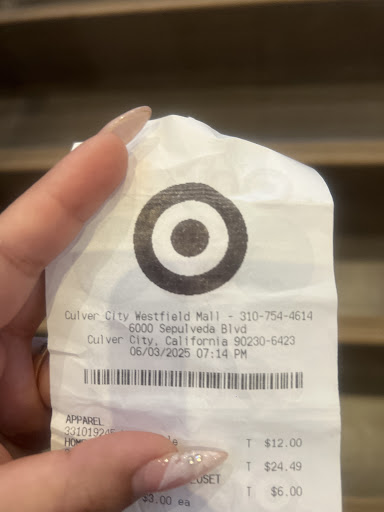 Culver City Westfield Mall - 310-754-4614
6000 Sepulveda Blvd
Culver City, California 90230-6423
06/03/2025 07:14 PM
APPAREL
T $12.00
T $24.49
T $6.00
$3.00 ea